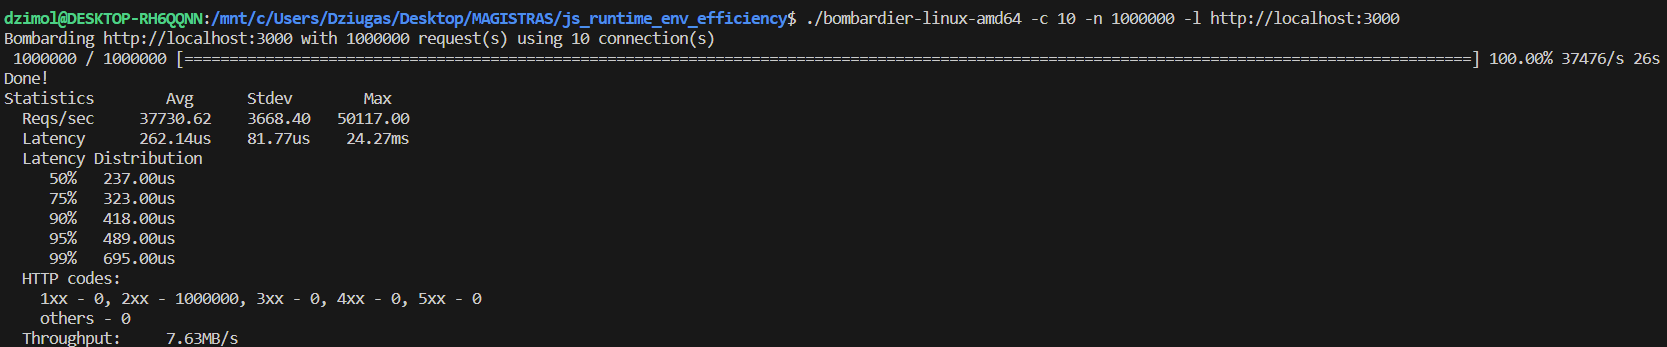 dzimol@DESKTOP-RH6QQNN:/mnt/c/Users/Dziugas/Desktop/MAGISTRAS/js_runtime_env_efficiency$ ./bombardier-linux-amd64 -c 10 -n 1000000 -l http://localhost:3000
Bombarding http://localhost:3000 with 1000000 request(s) using 10 connection(s)
 1000000 / 1000000 [===============================================================================================================================================] 100.00% 37476/s 26s
Done!
Statistics        Avg      Stdev        Max
  Reqs/sec     37730.62    3668.40   50117.00
  Latency      262.14us    81.77us    24.27ms
  Latency Distribution
     50%   237.00us
     75%   323.00us
     90%   418.00us
     95%   489.00us
     99%   695.00us
  HTTP codes:
    1xx - 0, 2xx - 1000000, 3xx - 0, 4xx - 0, 5xx - 0
    others - 0
  Throughput:     7.63MB/s